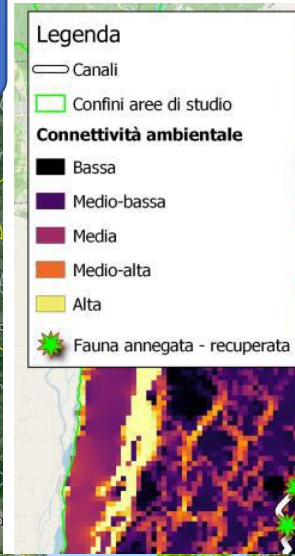 Legenda
Canali
Confini aree di studio
Connettività ambientale
Bassa
Medio-bassa
Media
Medio-alta
Alta
Fauna annegata - recuperata